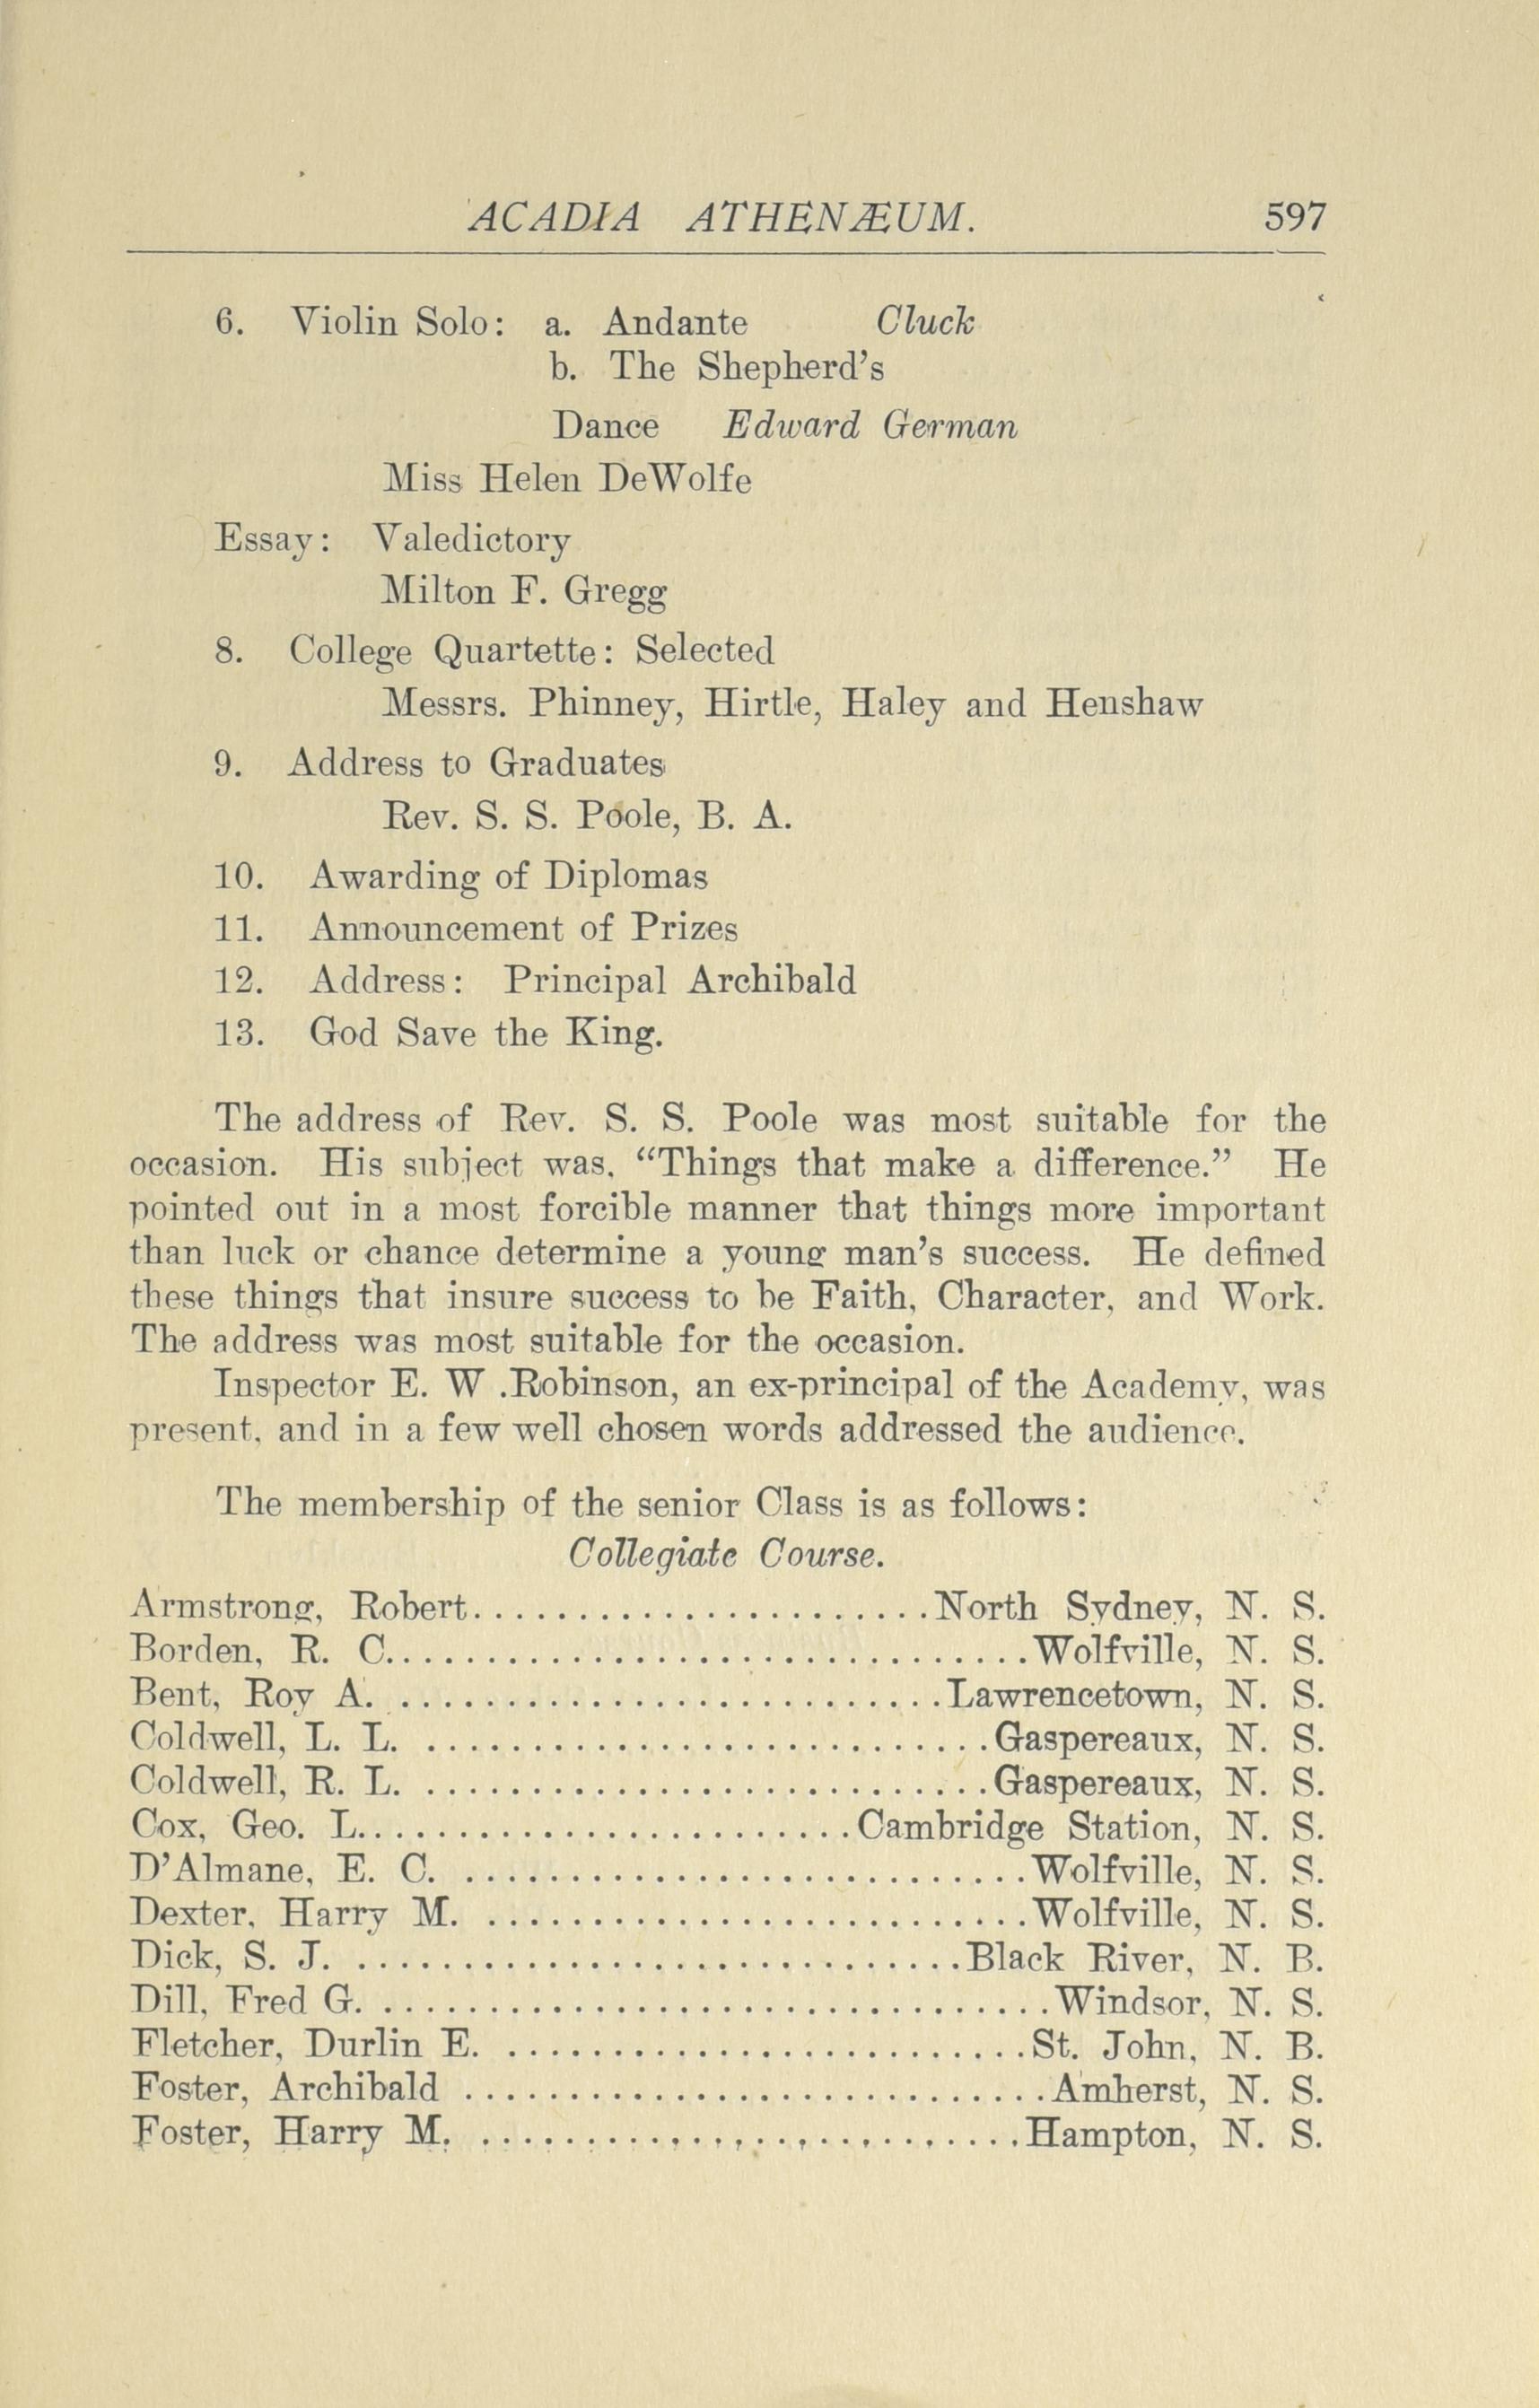 ACADIA ATHENÆUM. 597
6. Violin Solo: a. Andante Cluck
b. The Shepherd's
Dance Edward German
Miss Helen DeWolfe
Essay: Valedictory
Milton F. Gregg
8. College Quartette: Selected
Messrs. Phinney, Hirtle, Haley and Henshaw
9. Address to Graduates
Rev. S. S. Poole, B. A.
10. Awarding of Diplomas
11. Announcement of Prizes
12. Address: Principal Archibald
13. God Save the King.
The address of Rev. S. S. Poole was most suitable for the
occasion. His subject was, “Things that make a difference.” He
pointed out in a most forcible manner that things more important
than luck or chance determine a young man's success. He defined
these things that insure success to be Faith, Character, and Work.
The address was most suitable for the occasion.
Inspector E. W .Robinson, an ex-principal of the Academy, was
present, and in a few well chosen words addressed the audience.
The membership of the senior Class is as follows:
Collegiate Course.
Armstrong, Robert......................North Sydney, N. S.
Borden, R. C...............................Wolfville, N. S.
Bent, Roy A. ..........................Lawrencetown, N. S.
Coldwell, L. L. ...........................Gaspereaux, N. S.
Coldwell, R. L. ...........................Gaspereaux, N. S.
Cox, Geo. L........................Cambridge Station, N. S.
D'Almane, E. C. ...........................Wolfville, N. S.
Dexter, Harry M. ..........................Wolfville, N. S.
Dick, S. J. .............................Black River, N. B.
Dill, Fred G. ................................Windsor, N. S.
Fletcher, Durlin E. .........................St. John, N. B.
Foster, Archibald ............................Amherst, N. S.
Foster, Harry M. ..........................Hampton, N. S.